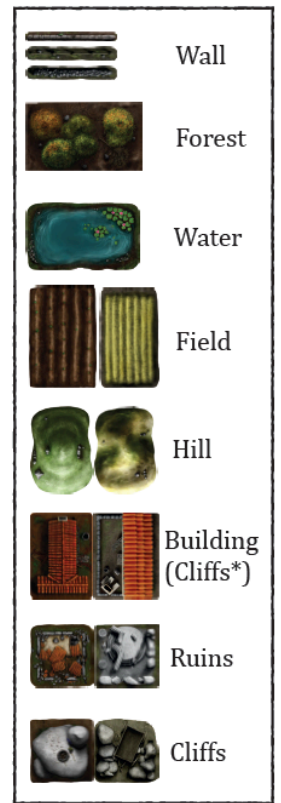 Wall
Forest
Water
Field
Hill
Building
(Cliffs*)
Ruins
Cliffs